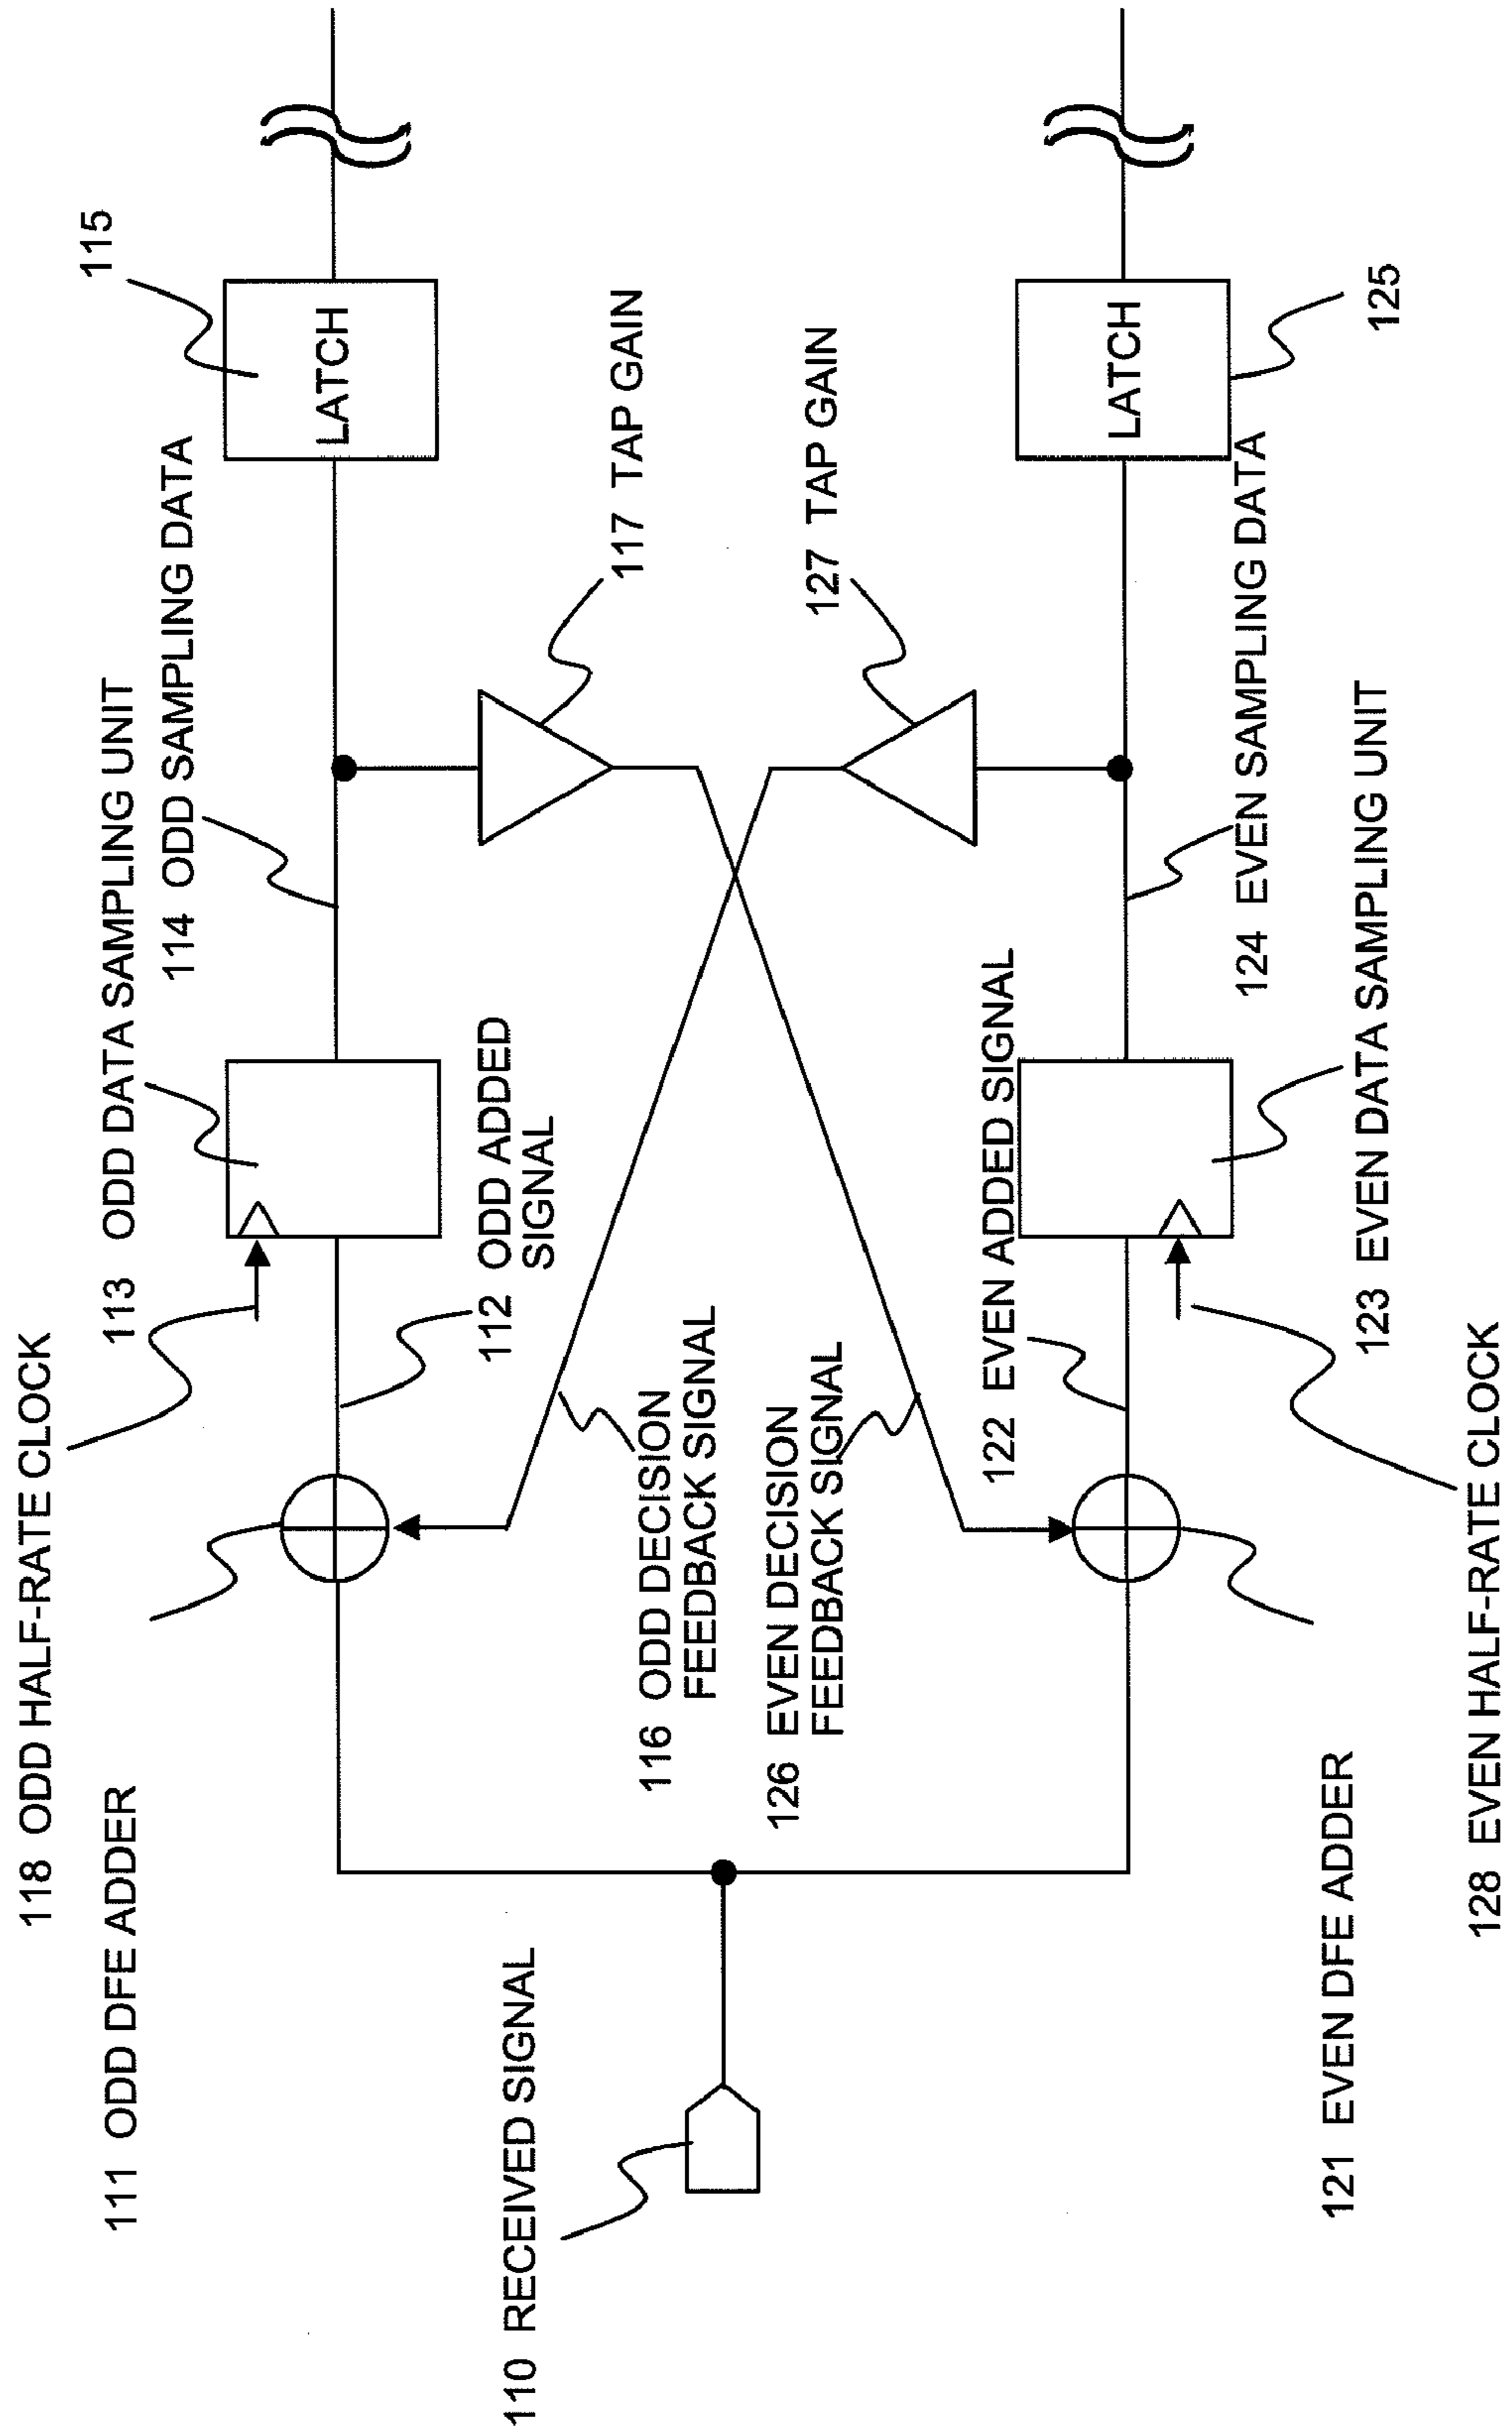 118 ODD HALF-RATE CLOCK
111 ODD DFE ADDER
113 ODD DATA SAMPLING UNIT
114 ODD SAMPLING DATA
115
LATCH
112 ODD ADDED
SIGNAL
117 TAP GAIN
110 RECEIVED SIGNAL
116 ODD DECISION
FEEDBACK SIGNAL
126 EVEN DECISION
FEEDBACK SIGNAL
127 TAP GAIN
122 EVEN ADDED SIGNAL
LATCH
125
124 EVEN SAMPLING DATA
123 EVEN DATA SAMPLING UNIT
121 EVEN DFE ADDER
128 EVEN HALF-RATE CLOCK